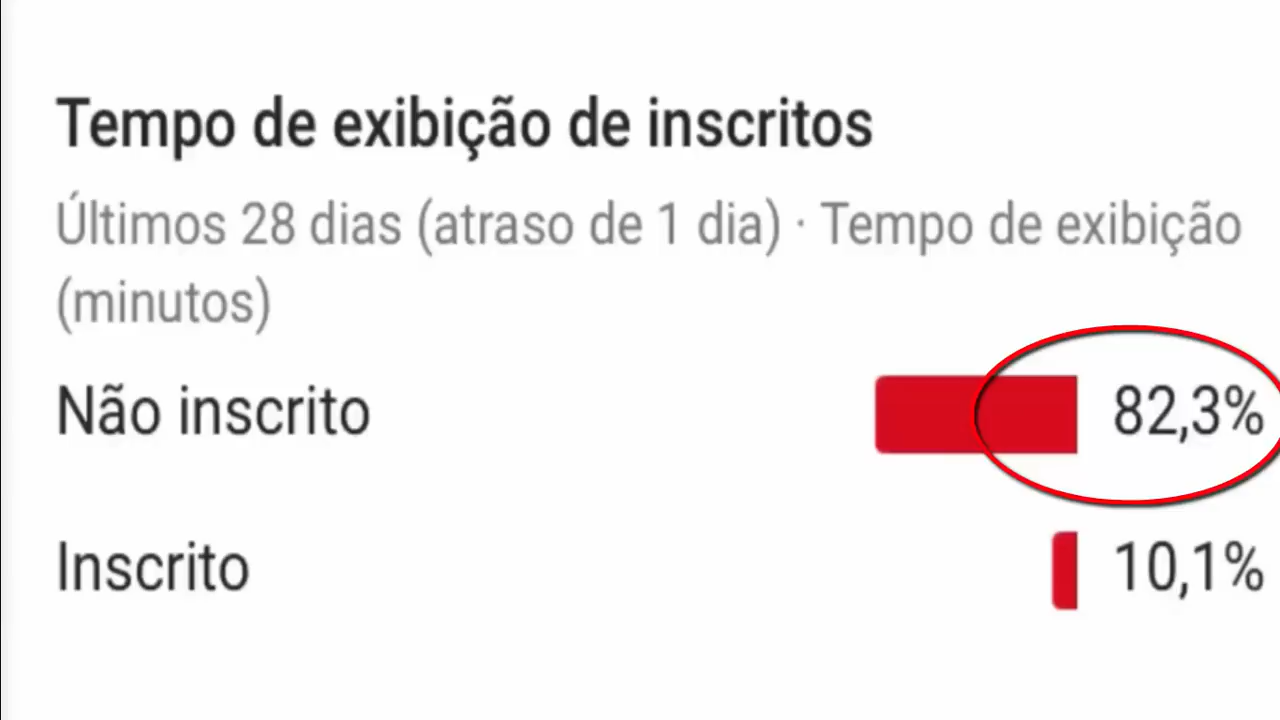 Tempo de exibição de inscritos
Últimos 28 dias (atraso de 1 dia) · Tempo de exibição
(minutos)
Não inscrito 82,3%
Inscrito 10,1%